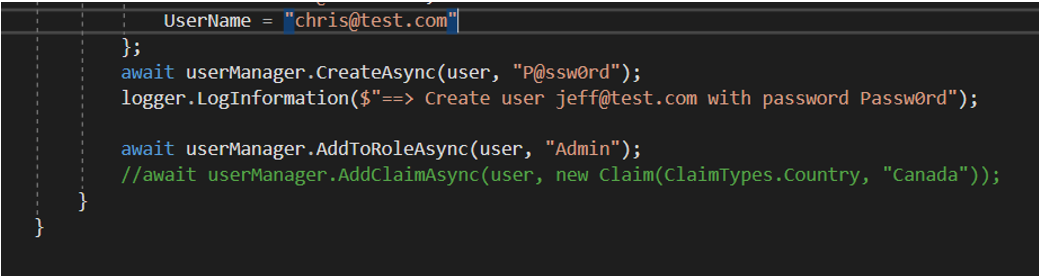 UserName = "chris@test.com"
};
await userManager.CreateAsync(user, "P@ssw0rd");
logger.LogInformation($"==> Create user jeff@test.com with password Passw0rd");
await userManager.AddToRoleAsync(user, "Admin");
//await userManager.AddClaimAsync(user, new Claim(ClaimTypes.Country, "Canada"));
}
}